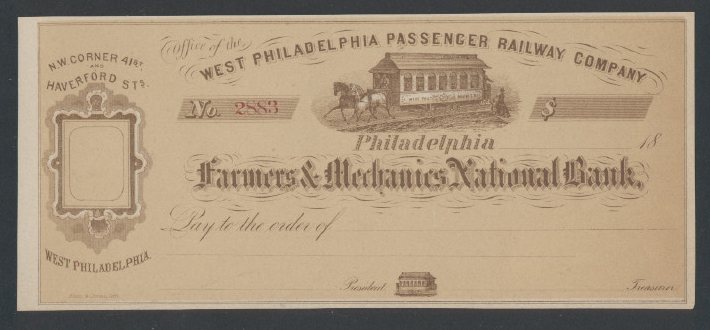 N.W. CORNER 41ST.
AND
HAVERFORD STS.
WEST PHILADELPHIA.
Office of the
WEST PHILADELPHIA PASSENGER RAILWAY COMPANY
No. 2883
$
Philadelphia 18
Farmers & Mechanics National Bank.
Pay to the order of
President
Treasurer